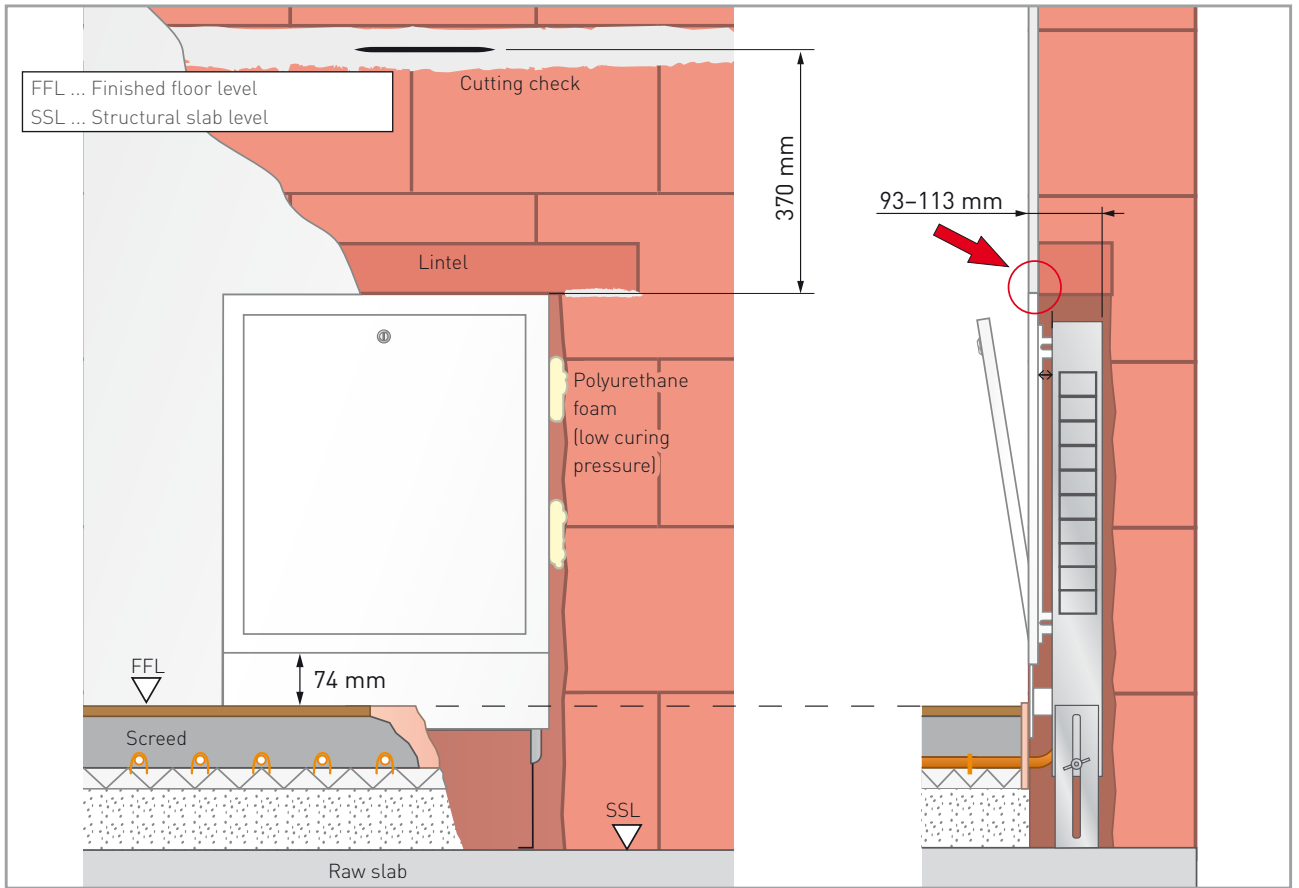 FFL ... Finished floor level
SSL ... Structural slab level
Cutting check
370 mm
93–113 mm
Lintel
Polyurethane
foam
(low curing
pressure)
FFL
74 mm
Screed
SSL
Raw slab